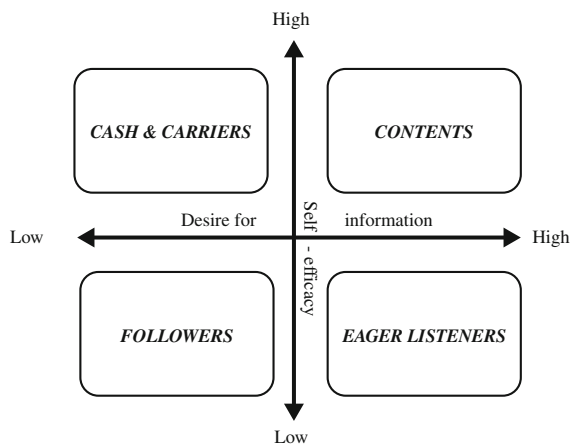 High
CASH & CARRIERS
CONTENTS
Desire for information
Self - efficacy
Low
High
FOLLOWERS
EAGER LISTENERS
Low